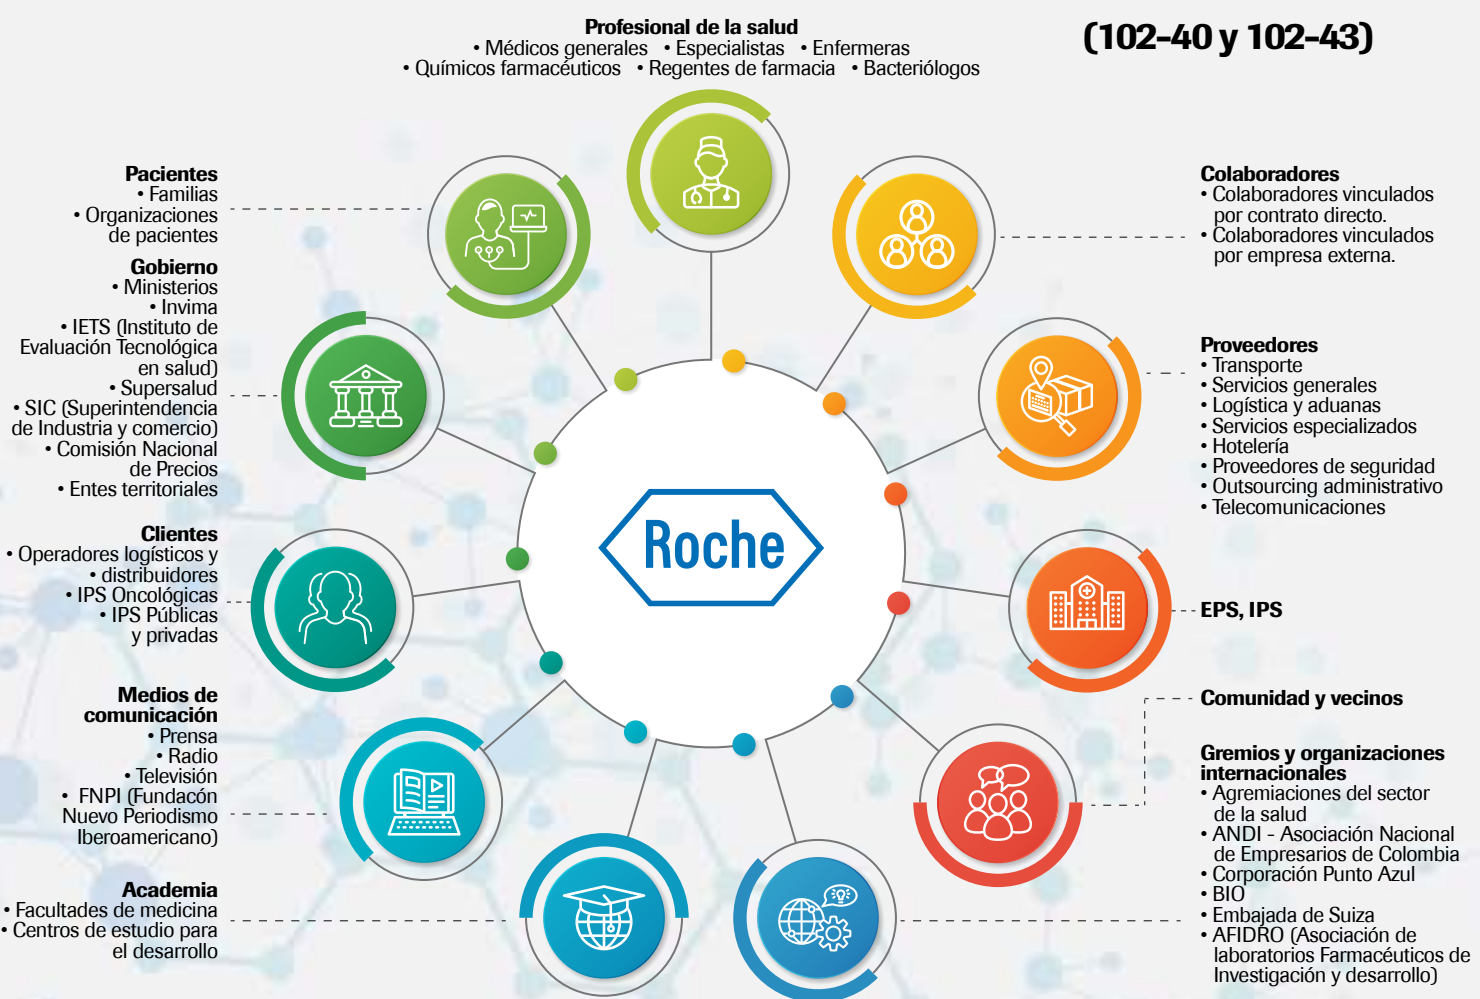 Profesional de la salud
• Médicos generales • Especialistas • Enfermeras
• Químicos farmacéuticos • Regentes de farmacia • Bacteriólogos
(102-40 y 102-43)
Pacientes
• Familias
• Organizaciones
de pacientes
Gobierno
• Ministerios
• Invima
• IETS (Instituto de
Evaluación Tecnológica
en salud)
• Supersalud
• SIC (Superintendencia
de Industria y comercio)
• Comisión Nacional
de Precios
• Entes territoriales
Clientes
• Operadores logísticos y
• distribuidores
• IPS Oncológicas
• IPS Públicas
y privadas
Medios de
comunicación
• Prensa
• Radio
• Televisión
• FNPI (Fundacón
Nuevo Periodismo
Iberoamericano)
Academia
• Facultades de medicina
• Centros de estudio para
el desarrollo
Roche
Colaboradores
• Colaboradores vinculados
por contrato directo.
• Colaboradores vinculados
por empresa externa.
Proveedores
• Transporte
• Servicios generales
• Logística y aduanas
• Servicios especializados
• Hotelería
• Proveedores de seguridad
• Outsourcing administrativo
• Telecomunicaciones
EPS, IPS
Comunidad y vecinos
Gremios y organizaciones
internacionales
• Agremiaciones del sector
de la salud
• ANDI - Asociación Nacional
de Empresarios de Colombia
• Corporación Punto Azul
• BIO
• Embajada de Suiza
• AFIDRO (Asociación de
laboratorios Farmacéuticos de
Investigación y desarrollo)